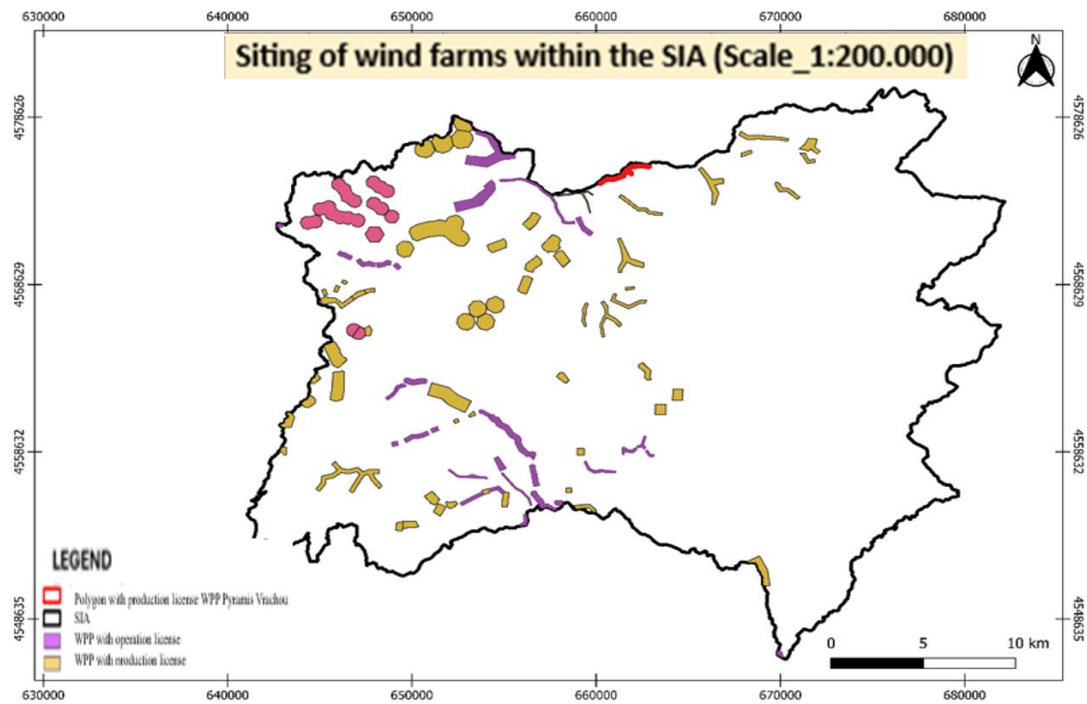 630000 640000 650000 660000 670000 680000
Siting of wind farms within the SIA (Scale_1:200.000)
N
4578626 4578626
4568629 4568629
4558632 4558632
4548635 4548635
LEGEND
Polygon with production license WPP Pyramis Vrachou
SIA
WPP with operation license
WPP with production license
0 5 10 km
630000 640000 650000 660000 670000 680000